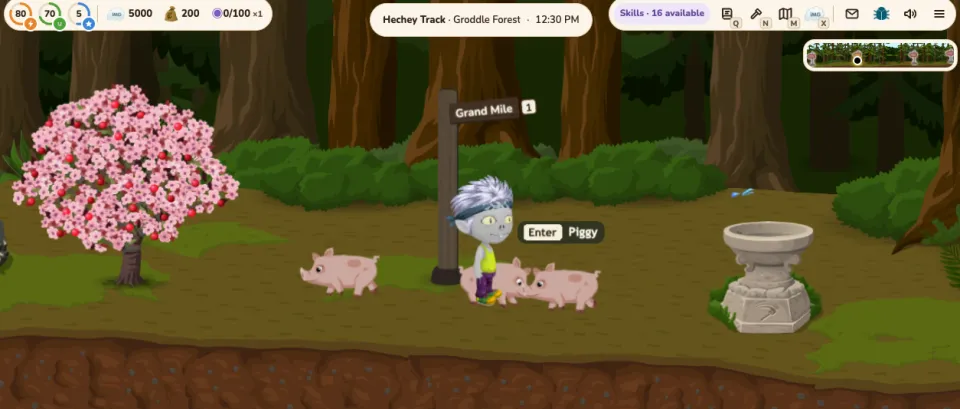 80 70 5 IMG 5000 200 0/100 ×1
Hechey Track · Groddle Forest · 12:30 PM
Skills · 16 available
Q N M X
Grand Mile 1
Enter Piggy